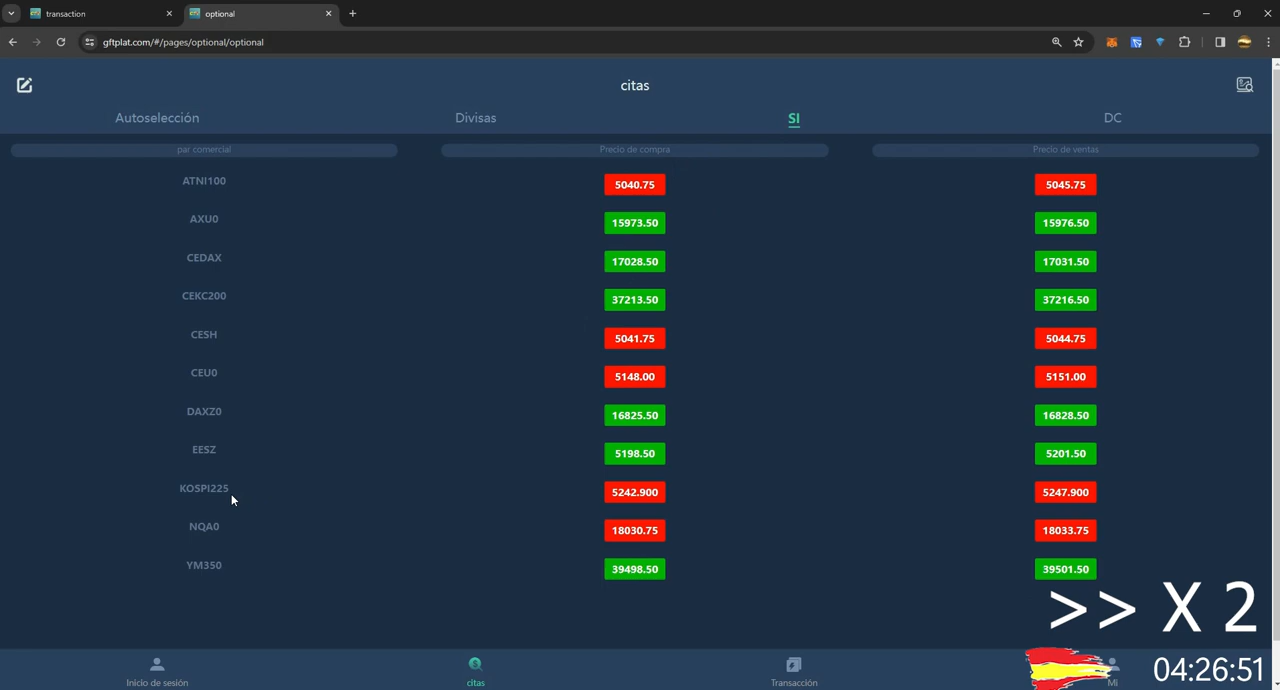 transaction
optional
gftplat.com/#/pages/optional/optional
citas
Autoselección Divisas SI DC
par comercial Precio de compra Precio de ventas
ATNI100 5040.75 5045.75
AXU0 15973.50 15976.50
CEDAX 17028.50 17031.50
CEKC200 37213.50 37216.50
CESH 5041.75 5044.75
CEU0 5148.00 5151.00
DAXZ0 16825.50 16828.50
EESZ 5198.50 5201.50
KOSPI225 5242.900 5247.900
NQA0 18030.75 18033.75
YM350 39498.50 39501.50
>> X 2
Inicio de sesión citas Transacción Mi
04:26:51